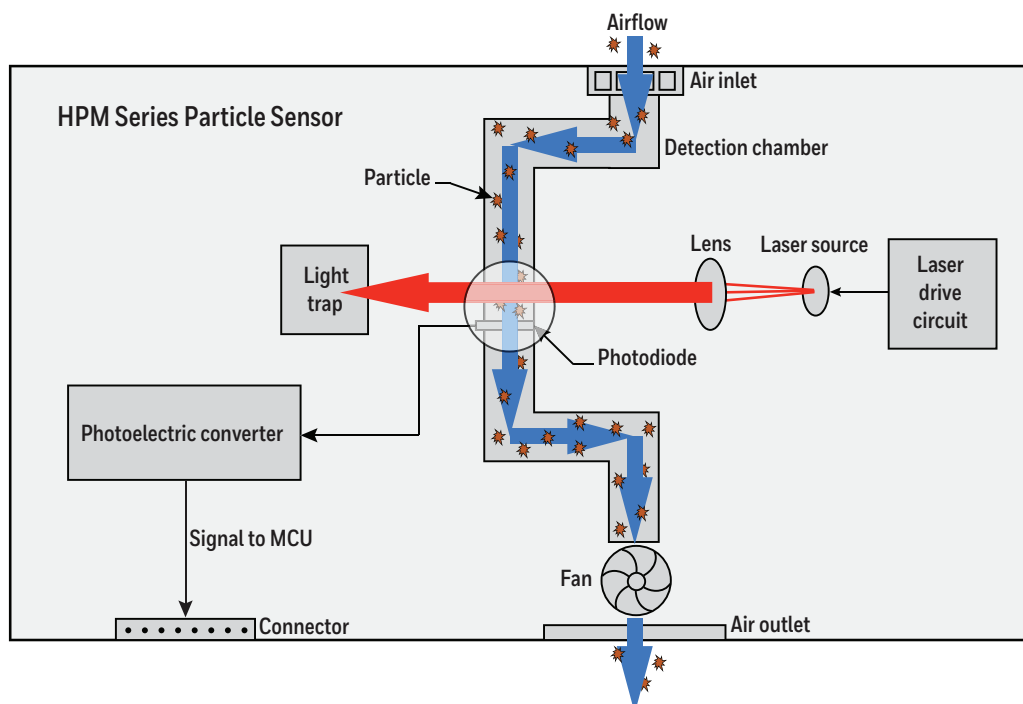 Airflow
Air inlet
HPM Series Particle Sensor
Detection chamber
Particle
Lens
Laser source
Light
trap
Laser
drive
circuit
Photodiode
Photoelectric converter
Signal to MCU
Fan
Connector
Air outlet